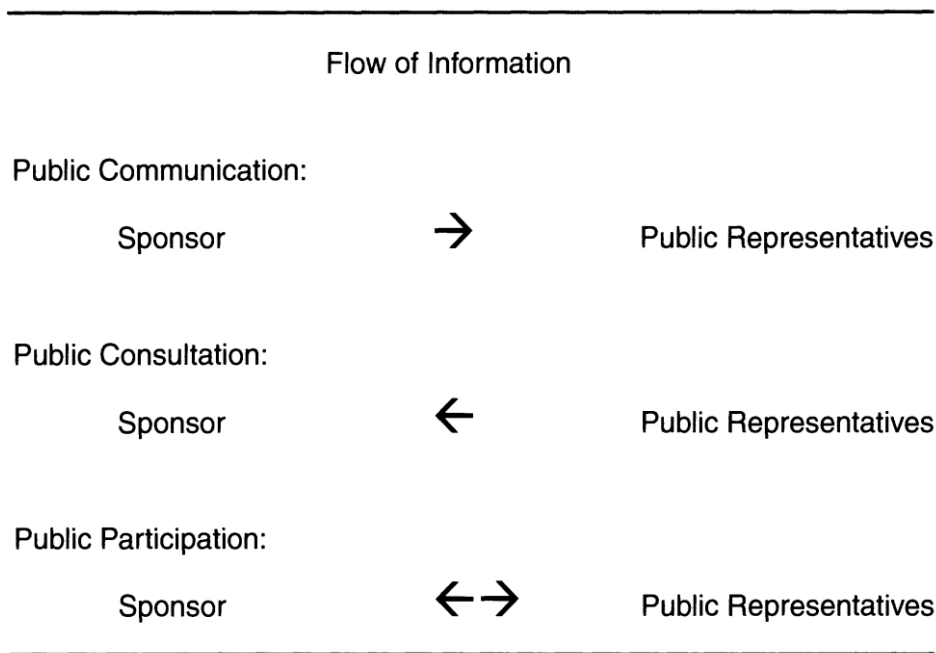 Flow of Information
Public Communication:
Sponsor → Public Representatives
Public Consultation:
Sponsor ← Public Representatives
Public Participation:
Sponsor ←→ Public Representatives